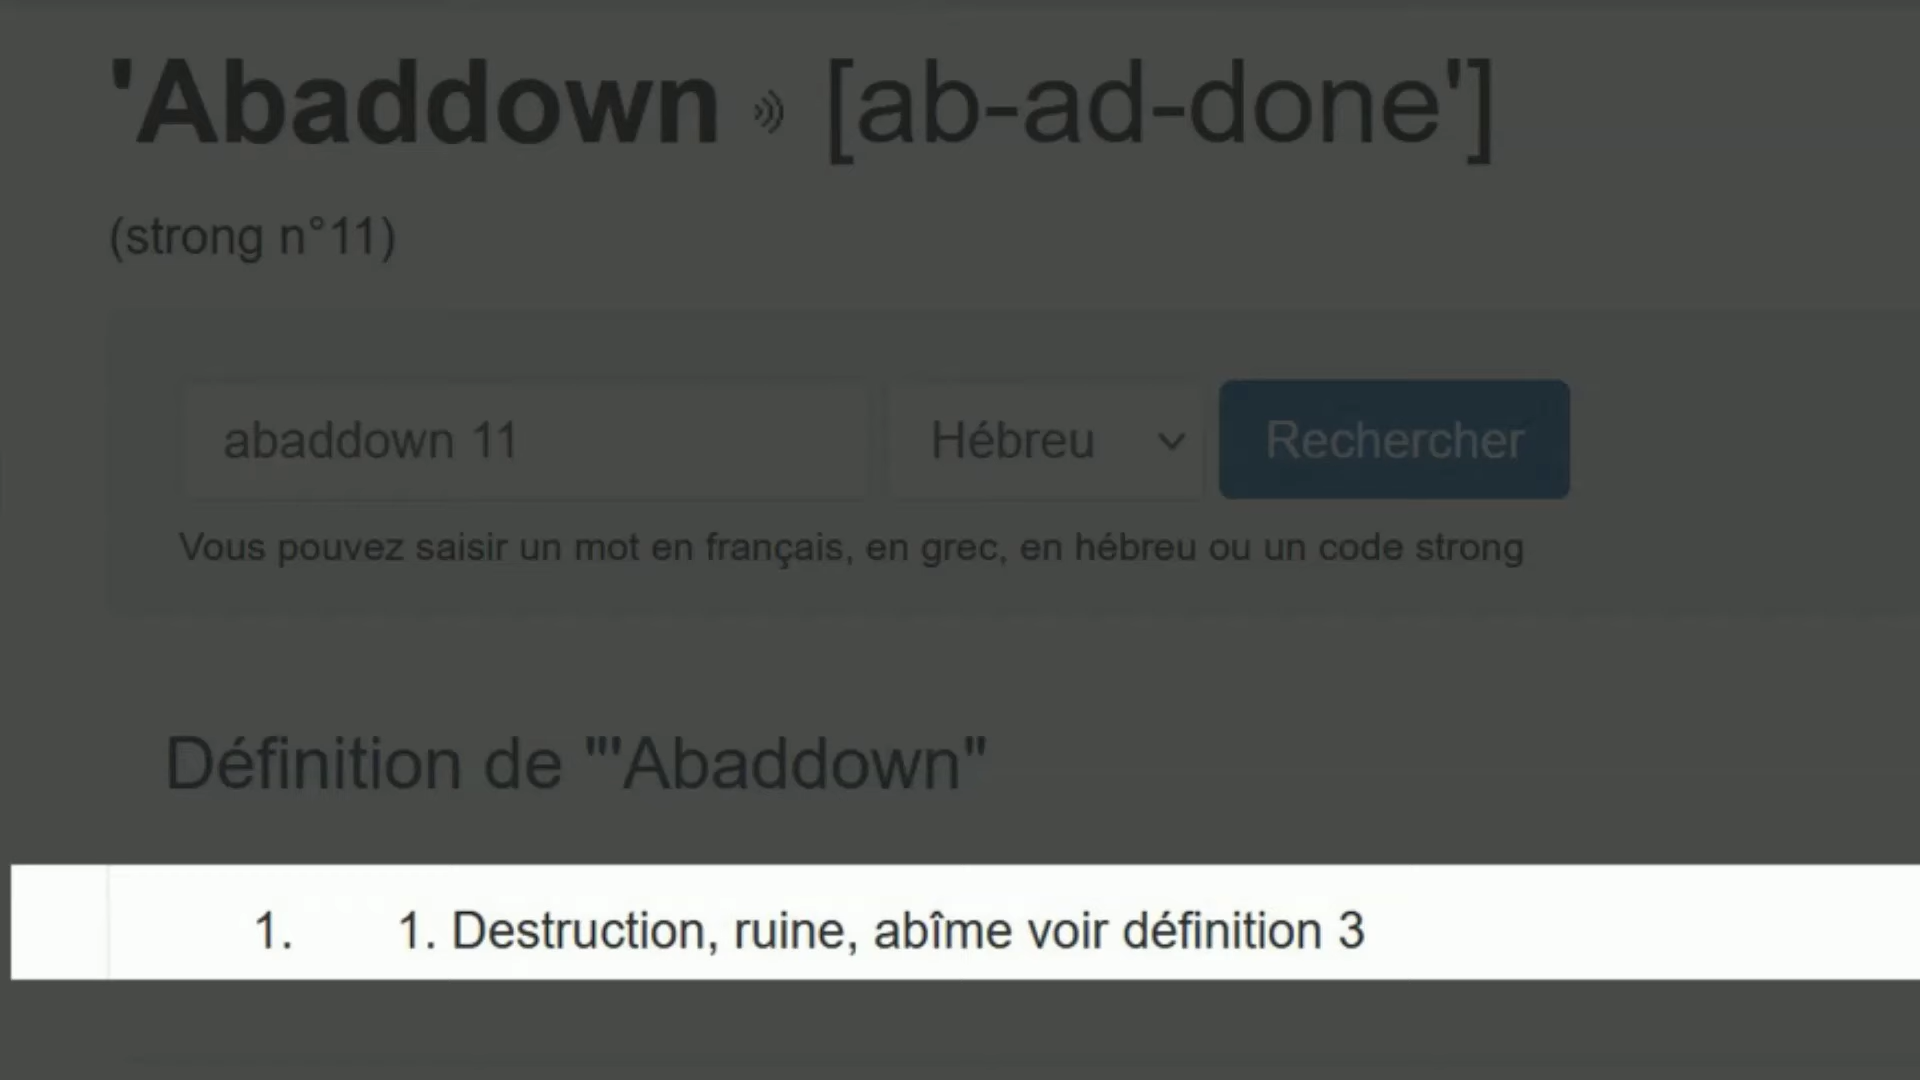 'Abaddown [ab-ad-done']
(strong n°11)
abaddown 11 Hébreu Rechercher
Vous pouvez saisir un mot en français, en grec, en hébreu ou un code strong
Définition de "'Abaddown"
1. 1. Destruction, ruine, abîme voir définition 3